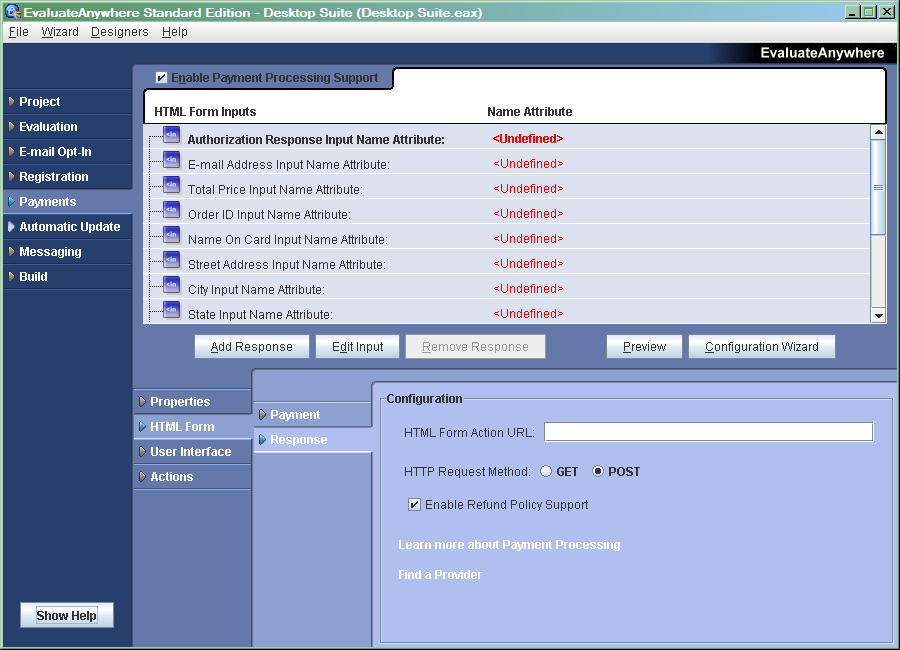 EvaluateAnywhere Standard Edition - Desktop Suite (Desktop Suite.eax)
File Wizard Designers Help
EvaluateAnywhere
Enable Payment Processing Support
Project
Evaluation
E-mail Opt-In
Registration
Payments
Automatic Update
Messaging
Build
HTML Form Inputs Name Attribute
Authorization Response Input Name Attribute: <Undefined>
E-mail Address Input Name Attribute: <Undefined>
Total Price Input Name Attribute: <Undefined>
Order ID Input Name Attribute: <Undefined>
Name On Card Input Name Attribute: <Undefined>
Street Address Input Name Attribute: <Undefined>
City Input Name Attribute: <Undefined>
State Input Name Attribute: <Undefined>
Add Response Edit Input Remove Response Preview Configuration Wizard
Properties
HTML Form
User Interface
Actions
Payment
Response
Configuration
HTML Form Action URL:
HTTP Request Method: GET POST
Enable Refund Policy Support
Learn more about Payment Processing
Find a Provider
Show Help